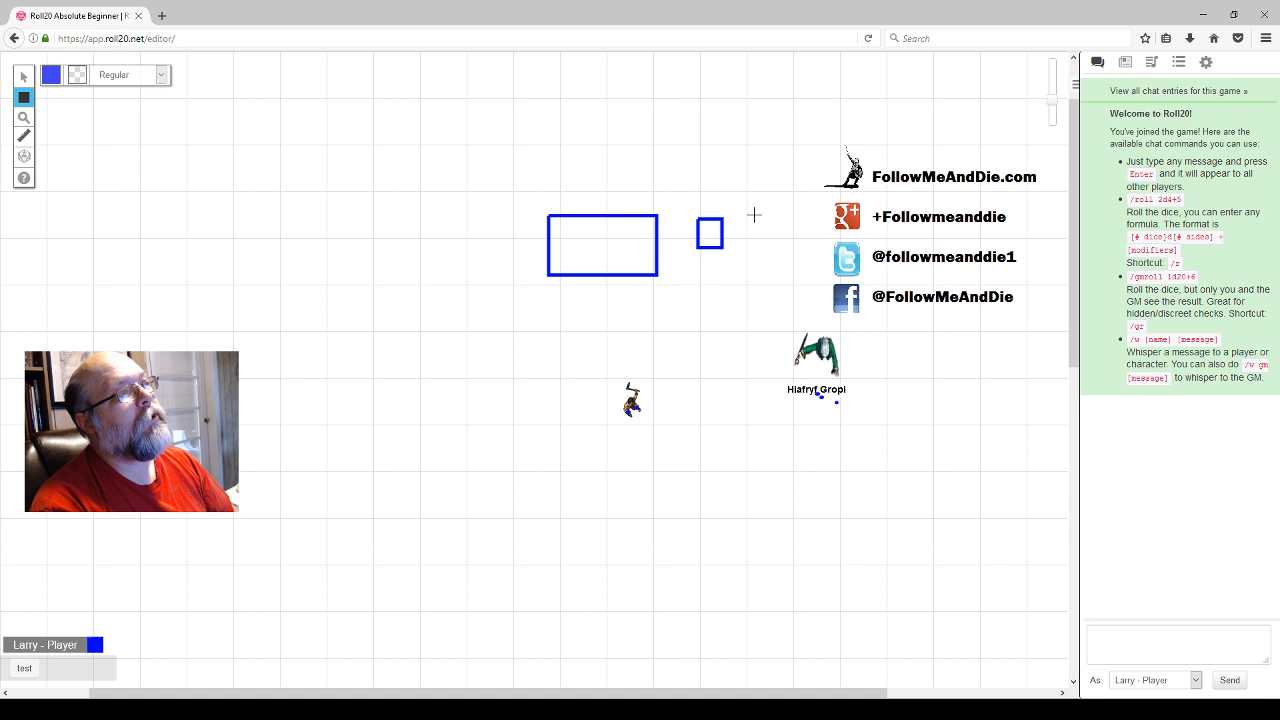 Roll20 Absolute Beginner | R
https://app.roll20.net/editor/
Search
Regular
View all chat entries for this game »
Welcome to Roll20!
You've joined the game! Here are the
available chat commands you can use:
Just type any message and press
Enter and it will appear to all
other players.
/roll 2d4+5
Roll the dice, you can enter any
formula. The format is
[# dice]d[# sides] +
[modifiers]
Shortcut: /r
/gmroll 1d20+6
Roll the dice, but only you and the
GM see the result. Great for
hidden/discreet checks. Shortcut:
/gr
/w [name] [message]
Whisper a message to a player or
character. You can also do /w gm
[message] to whisper to the GM.
FollowMeAndDie.com
+Followmeanddie
@followmeanddie1
@FollowMeAndDie
Hlafryf Gropl
Larry - Player
test
As: Larry - Player
Send